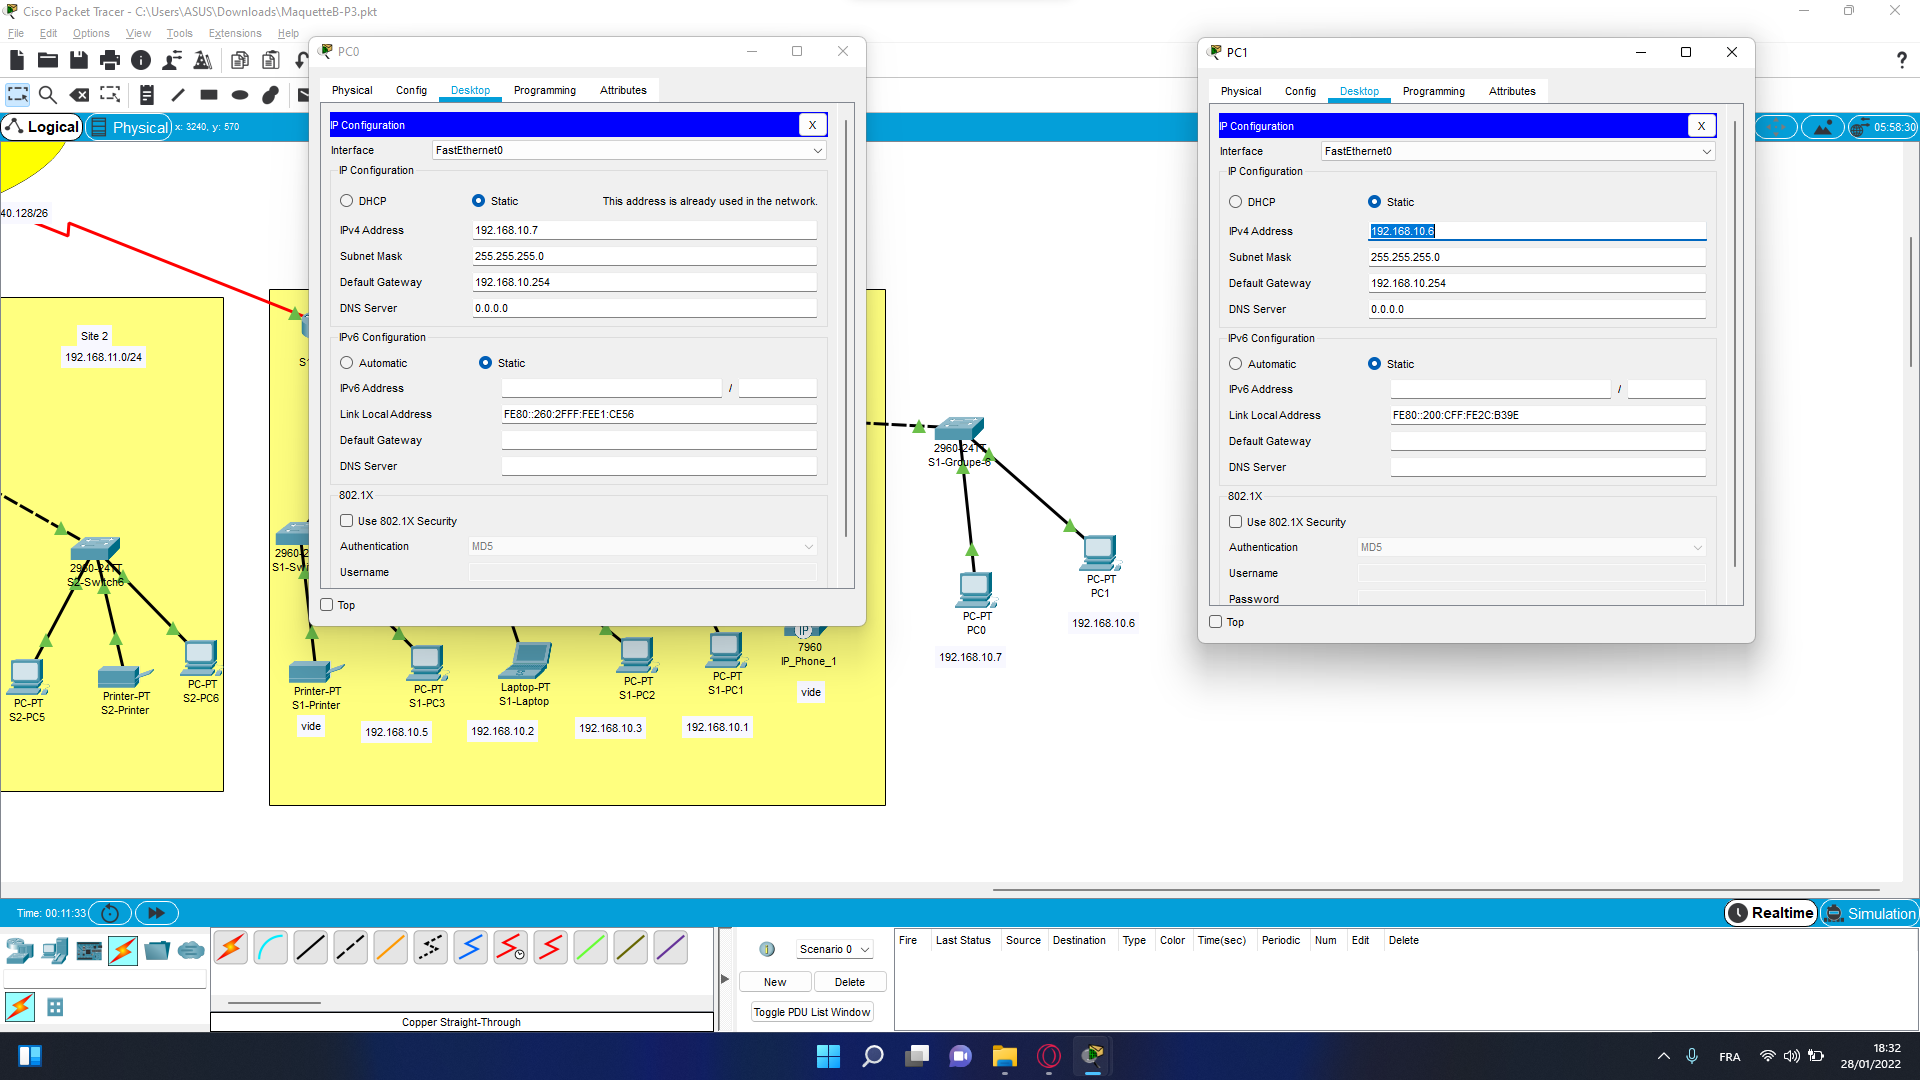 Cisco Packet Tracer - C:\Users\ASUS\Downloads\MaquetteB-P3.pkt
File Edit Options View Tools Extensions Help
Logical
Physical
x: 3240, y: 570
05:58:30
40.128/26
Site 2
192.168.11.0/24
2960-24TT
S2-Switch6
PC-PT
S2-PC5
Printer-PT
S2-Printer
PC-PT
S2-PC6
PC0
Physical Config Desktop Programming Attributes
IP Configuration
X
Interface FastEthernet0
IP Configuration
DHCP Static This address is already used in the network.
IPv4 Address 192.168.10.7
Subnet Mask 255.255.255.0
Default Gateway 192.168.10.254
DNS Server 0.0.0.0
IPv6 Configuration
Automatic Static
IPv6 Address /
Link Local Address FE80::260:2FFF:FEE1:CE56
Default Gateway
DNS Server
802.1X
Use 802.1X Security
Authentication MD5
Username
Top
Printer-PT
S1-Printer
vide
PC-PT
S1-PC3
192.168.10.5
Laptop-PT
S1-Laptop
192.168.10.2
PC-PT
S1-PC2
192.168.10.3
PC-PT
S1-PC1
192.168.10.1
IP
7960
IP_Phone_1
vide
2960-24TT
S1-Groupe-6
PC-PT
PC0
192.168.10.7
PC-PT
PC1
192.168.10.6
PC1
Physical Config Desktop Programming Attributes
IP Configuration
X
Interface FastEthernet0
IP Configuration
DHCP Static
IPv4 Address 192.168.10.6
Subnet Mask 255.255.255.0
Default Gateway 192.168.10.254
DNS Server 0.0.0.0
IPv6 Configuration
Automatic Static
IPv6 Address /
Link Local Address FE80::200:CFF:FE2C:B39E
Default Gateway
DNS Server
802.1X
Use 802.1X Security
Authentication MD5
Username
Password
Top
Time: 00:11:33
Realtime
Simulation
Copper Straight-Through
Scenario 0
New Delete
Toggle PDU List Window
Fire Last Status Source Destination Type Color Time(sec) Periodic Num Edit Delete
FRA
18:32
28/01/2022